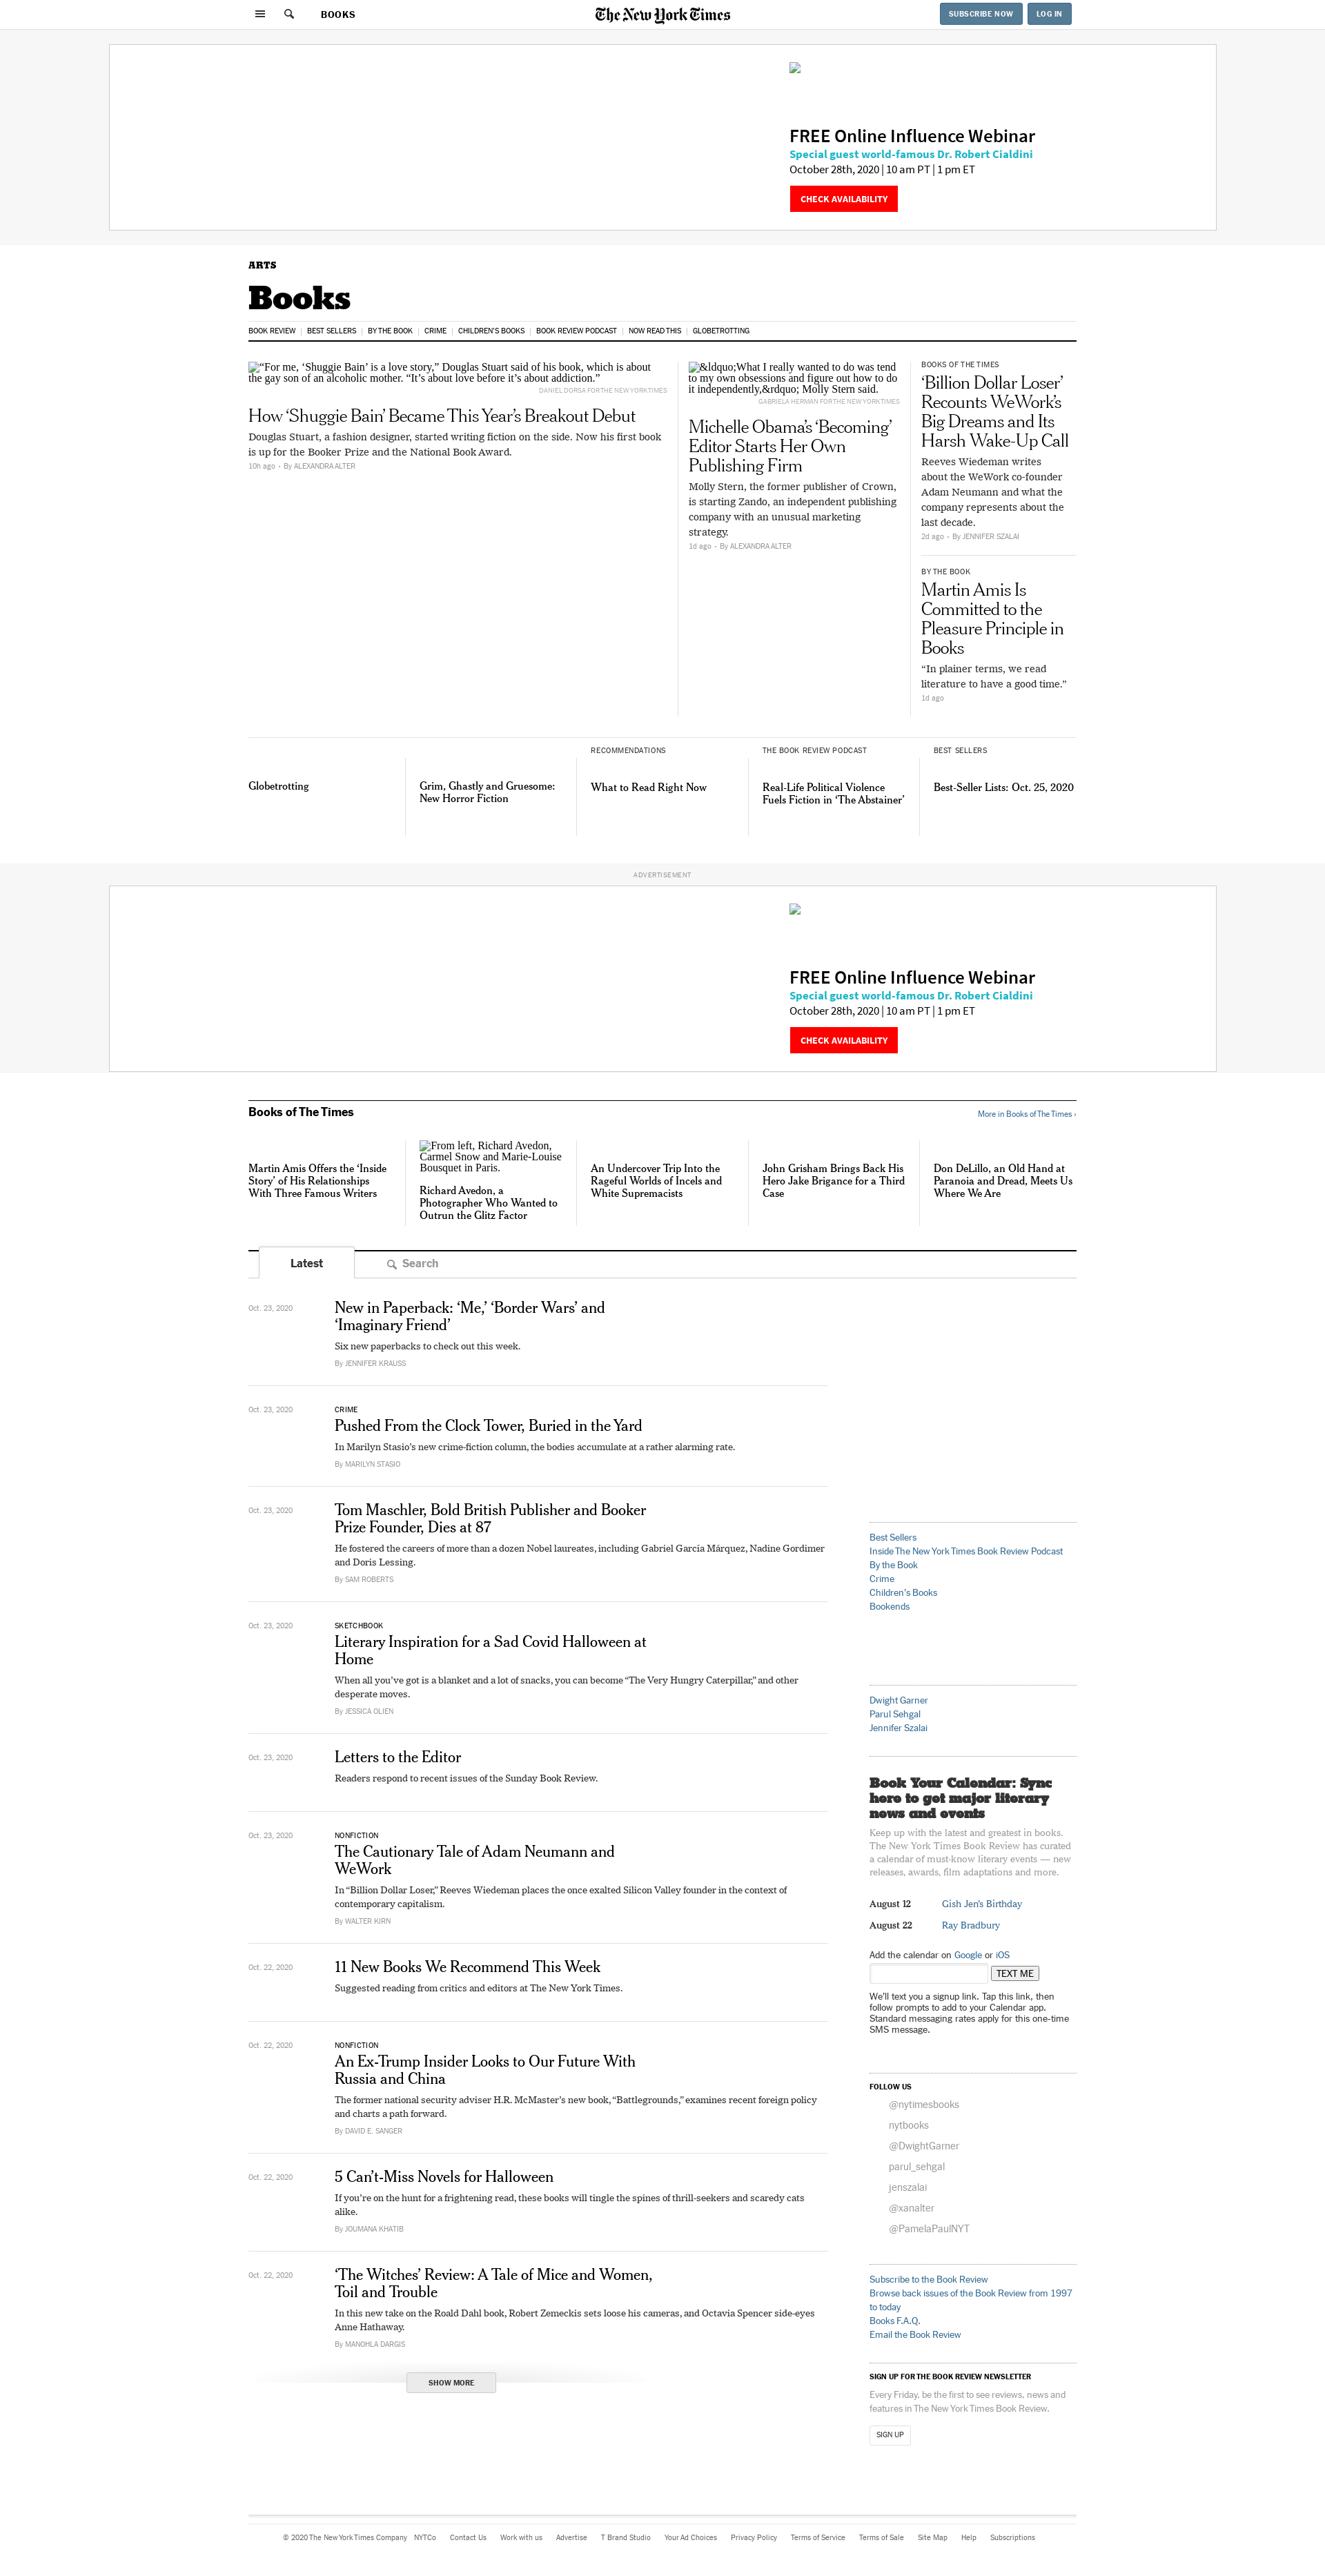 BOOKS
The New York Times
SUBSCRIBE NOW
LOG IN
FREE Online Influence Webinar
Special guest world-famous Dr. Robert Cialdini
October 28th, 2020 | 10 am PT | 1 pm ET
CHECK AVAILABILITY
ARTS
Books
BOOK REVIEW | BEST SELLERS | BY THE BOOK | CRIME | CHILDREN'S BOOKS | BOOK REVIEW PODCAST | NOW READ THIS | GLOBETROTTING
“For me, ‘Shuggie Bain’ is a love story,” Douglas Stuart said of his book, which is about
the gay son of an alcoholic mother. “It’s about love before it’s about addiction.”
DANIEL DORSA FOR THE NEW YORK TIMES
How ‘Shuggie Bain’ Became This Year’s Breakout Debut
Douglas Stuart, a fashion designer, started writing fiction on the side. Now his first book
is up for the Booker Prize and the National Book Award.
10h ago • By ALEXANDRA ALTER
&ldquo;What I really wanted to do was tend
to my own obsessions and figure out how to do
it independently,&rdquo; Molly Stern said.
GABRIELA HERMAN FOR THE NEW YORK TIMES
Michelle Obama’s ‘Becoming’
Editor Starts Her Own
Publishing Firm
Molly Stern, the former publisher of Crown,
is starting Zando, an independent publishing
company with an unusual marketing
strategy.
1d ago • By ALEXANDRA ALTER
BOOKS OF THE TIMES
‘Billion Dollar Loser’
Recounts WeWork’s
Big Dreams and Its
Harsh Wake-Up Call
Reeves Wiedeman writes
about the WeWork co-founder
Adam Neumann and what the
company represents about the
last decade.
2d ago • By JENNIFER SZALAI
BY THE BOOK
Martin Amis Is
Committed to the
Pleasure Principle in
Books
“In plainer terms, we read
literature to have a good time.”
1d ago
Globetrotting
Grim, Ghastly and Gruesome:
New Horror Fiction
RECOMMENDATIONS
What to Read Right Now
THE BOOK REVIEW PODCAST
Real-Life Political Violence
Fuels Fiction in ‘The Abstainer’
BEST SELLERS
Best-Seller Lists: Oct. 25, 2020
ADVERTISEMENT
FREE Online Influence Webinar
Special guest world-famous Dr. Robert Cialdini
October 28th, 2020 | 10 am PT | 1 pm ET
CHECK AVAILABILITY
Books of The Times
More in Books of The Times ›
Martin Amis Offers the ‘Inside
Story’ of His Relationships
With Three Famous Writers
From left, Richard Avedon,
Carmel Snow and Marie-Louise
Bousquet in Paris.
Richard Avedon, a
Photographer Who Wanted to
Outrun the Glitz Factor
An Undercover Trip Into the
Rageful Worlds of Incels and
White Supremacists
John Grisham Brings Back His
Hero Jake Brigance for a Third
Case
Don DeLillo, an Old Hand at
Paranoia and Dread, Meets Us
Where We Are
Latest
Search
Oct. 23, 2020
New in Paperback: ‘Me,’ ‘Border Wars’ and
‘Imaginary Friend’
Six new paperbacks to check out this week.
By JENNIFER KRAUSS
Oct. 23, 2020
CRIME
Pushed From the Clock Tower, Buried in the Yard
In Marilyn Stasio’s new crime-fiction column, the bodies accumulate at a rather alarming rate.
By MARILYN STASIO
Oct. 23, 2020
Tom Maschler, Bold British Publisher and Booker
Prize Founder, Dies at 87
He fostered the careers of more than a dozen Nobel laureates, including Gabriel García Márquez, Nadine Gordimer
and Doris Lessing.
By SAM ROBERTS
Oct. 23, 2020
SKETCHBOOK
Literary Inspiration for a Sad Covid Halloween at
Home
When all you’ve got is a blanket and a lot of snacks, you can become “The Very Hungry Caterpillar,” and other
desperate moves.
By JESSICA OLIEN
Oct. 23, 2020
Letters to the Editor
Readers respond to recent issues of the Sunday Book Review.
Oct. 23, 2020
NONFICTION
The Cautionary Tale of Adam Neumann and
WeWork
In “Billion Dollar Loser,” Reeves Wiedeman places the once exalted Silicon Valley founder in the context of
contemporary capitalism.
By WALTER KIRN
Oct. 22, 2020
11 New Books We Recommend This Week
Suggested reading from critics and editors at The New York Times.
Oct. 22, 2020
NONFICTION
An Ex-Trump Insider Looks to Our Future With
Russia and China
The former national security adviser H.R. McMaster’s new book, “Battlegrounds,” examines recent foreign policy
and charts a path forward.
By DAVID E. SANGER
Oct. 22, 2020
5 Can’t-Miss Novels for Halloween
If you’re on the hunt for a frightening read, these books will tingle the spines of thrill-seekers and scaredy cats
alike.
By JOUMANA KHATIB
Oct. 22, 2020
‘The Witches’ Review: A Tale of Mice and Women,
Toil and Trouble
In this new take on the Roald Dahl book, Robert Zemeckis sets loose his cameras, and Octavia Spencer side-eyes
Anne Hathaway.
By MANOHLA DARGIS
SHOW MORE
Best Sellers
Inside The New York Times Book Review Podcast
By the Book
Crime
Children's Books
Bookends
Dwight Garner
Parul Sehgal
Jennifer Szalai
Book Your Calendar: Sync
here to get major literary
news and events
Keep up with the latest and greatest in books.
The New York Times Book Review has curated
a calendar of must-know literary events — new
releases, awards, film adaptations and more.
August 12 Gish Jen’s Birthday
August 22 Ray Bradbury
Add the calendar on Google or iOS
TEXT ME
We’ll text you a signup link. Tap this link, then
follow prompts to add to your Calendar app.
Standard messaging rates apply for this one-time
SMS message.
FOLLOW US
@nytimesbooks
nytbooks
@DwightGarner
parul_sehgal
jenszalai
@xanalter
@PamelaPaulNYT
Subscribe to the Book Review
Browse back issues of the Book Review from 1997
to today
Books F.A.Q.
Email the Book Review
SIGN UP FOR THE BOOK REVIEW NEWSLETTER
Every Friday, be the first to see reviews, news and
features in The New York Times Book Review.
SIGN UP
© 2020 The New York Times Company NYTCo Contact Us Work with us Advertise T Brand Studio Your Ad Choices Privacy Policy Terms of Service Terms of Sale Site Map Help Subscriptions